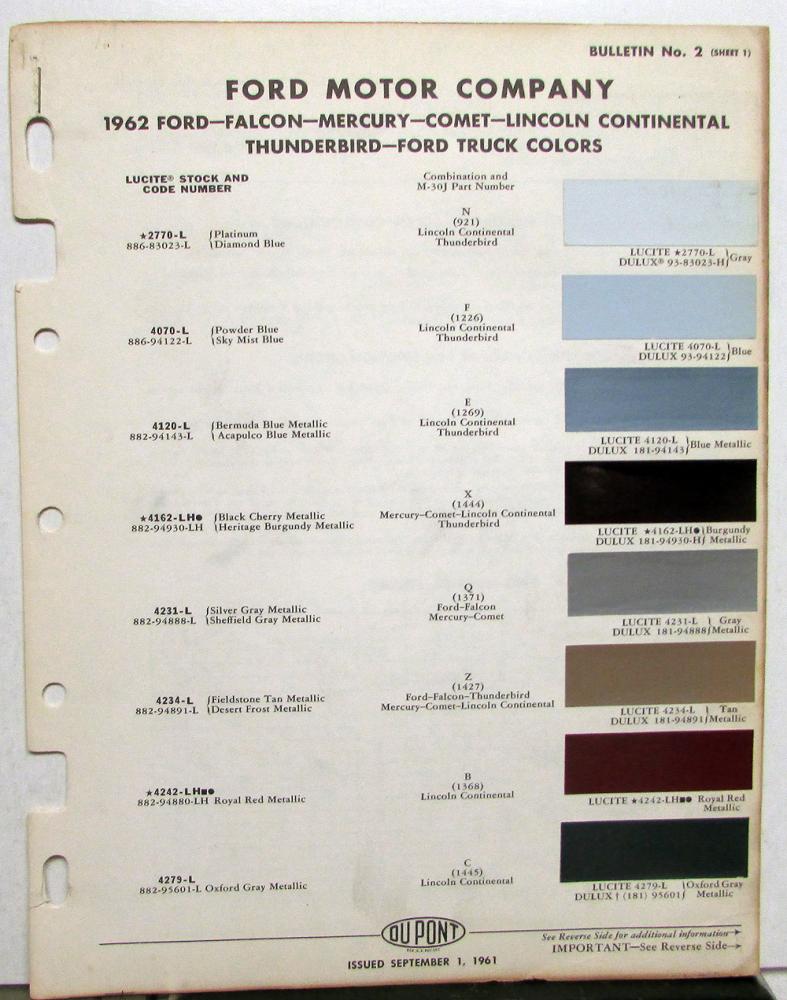 BULLETIN No. 2 (SHEET 1)
FORD MOTOR COMPANY
1962 FORD—FALCON—MERCURY—COMET—LINCOLN CONTINENTAL
THUNDERBIRD—FORD TRUCK COLORS
LUCITE® STOCK AND
CODE NUMBER
Combination and
M-30J Part Number
★2770-L {Platinum
886-83023-L {Diamond Blue
N
(921)
Lincoln Continental
Thunderbird
LUCITE ★2770-L } Gray
DULUX® 93-83023-H
4070-L {Powder Blue
886-94122-L {Sky Mist Blue
F
(1226)
Lincoln Continental
Thunderbird
LUCITE 4070-L } Blue
DULUX 93-94122
4120-L {Bermuda Blue Metallic
882-94143-L {Acapulco Blue Metallic
E
(1269)
Lincoln Continental
Thunderbird
LUCITE 4120-L } Blue Metallic
DULUX 181-94143
★4162-LH● {Black Cherry Metallic
882-94930-LH {Heritage Burgundy Metallic
X
(1444)
Mercury–Comet–Lincoln Continental
Thunderbird
LUCITE ★4162-LH● } Burgundy
DULUX 181-94930-H } Metallic
4231-L {Silver Gray Metallic
882-94888-L {Sheffield Gray Metallic
Q
(1371)
Ford–Falcon
Mercury–Comet
LUCITE 4231-L } Gray
DULUX 181-94888 } Metallic
4234-L {Fieldstone Tan Metallic
882-94891-L {Desert Frost Metallic
Z
(1427)
Ford–Falcon–Thunderbird
Mercury–Comet–Lincoln Continental
LUCITE 4234-L } Tan
DULUX 181-94891 } Metallic
★4242-LH■●
882-94880-LH Royal Red Metallic
B
(1368)
Lincoln Continental
LUCITE ★4242-LH■● Royal Red
Metallic
4279-L
882-95601-L Oxford Gray Metallic
C
(1445)
Lincoln Continental
LUCITE 4279-L } Oxford Gray
DULUX † (181) 95601 } Metallic
DU PONT
See Reverse Side for additional information→
IMPORTANT—See Reverse Side→
ISSUED SEPTEMBER 1, 1961